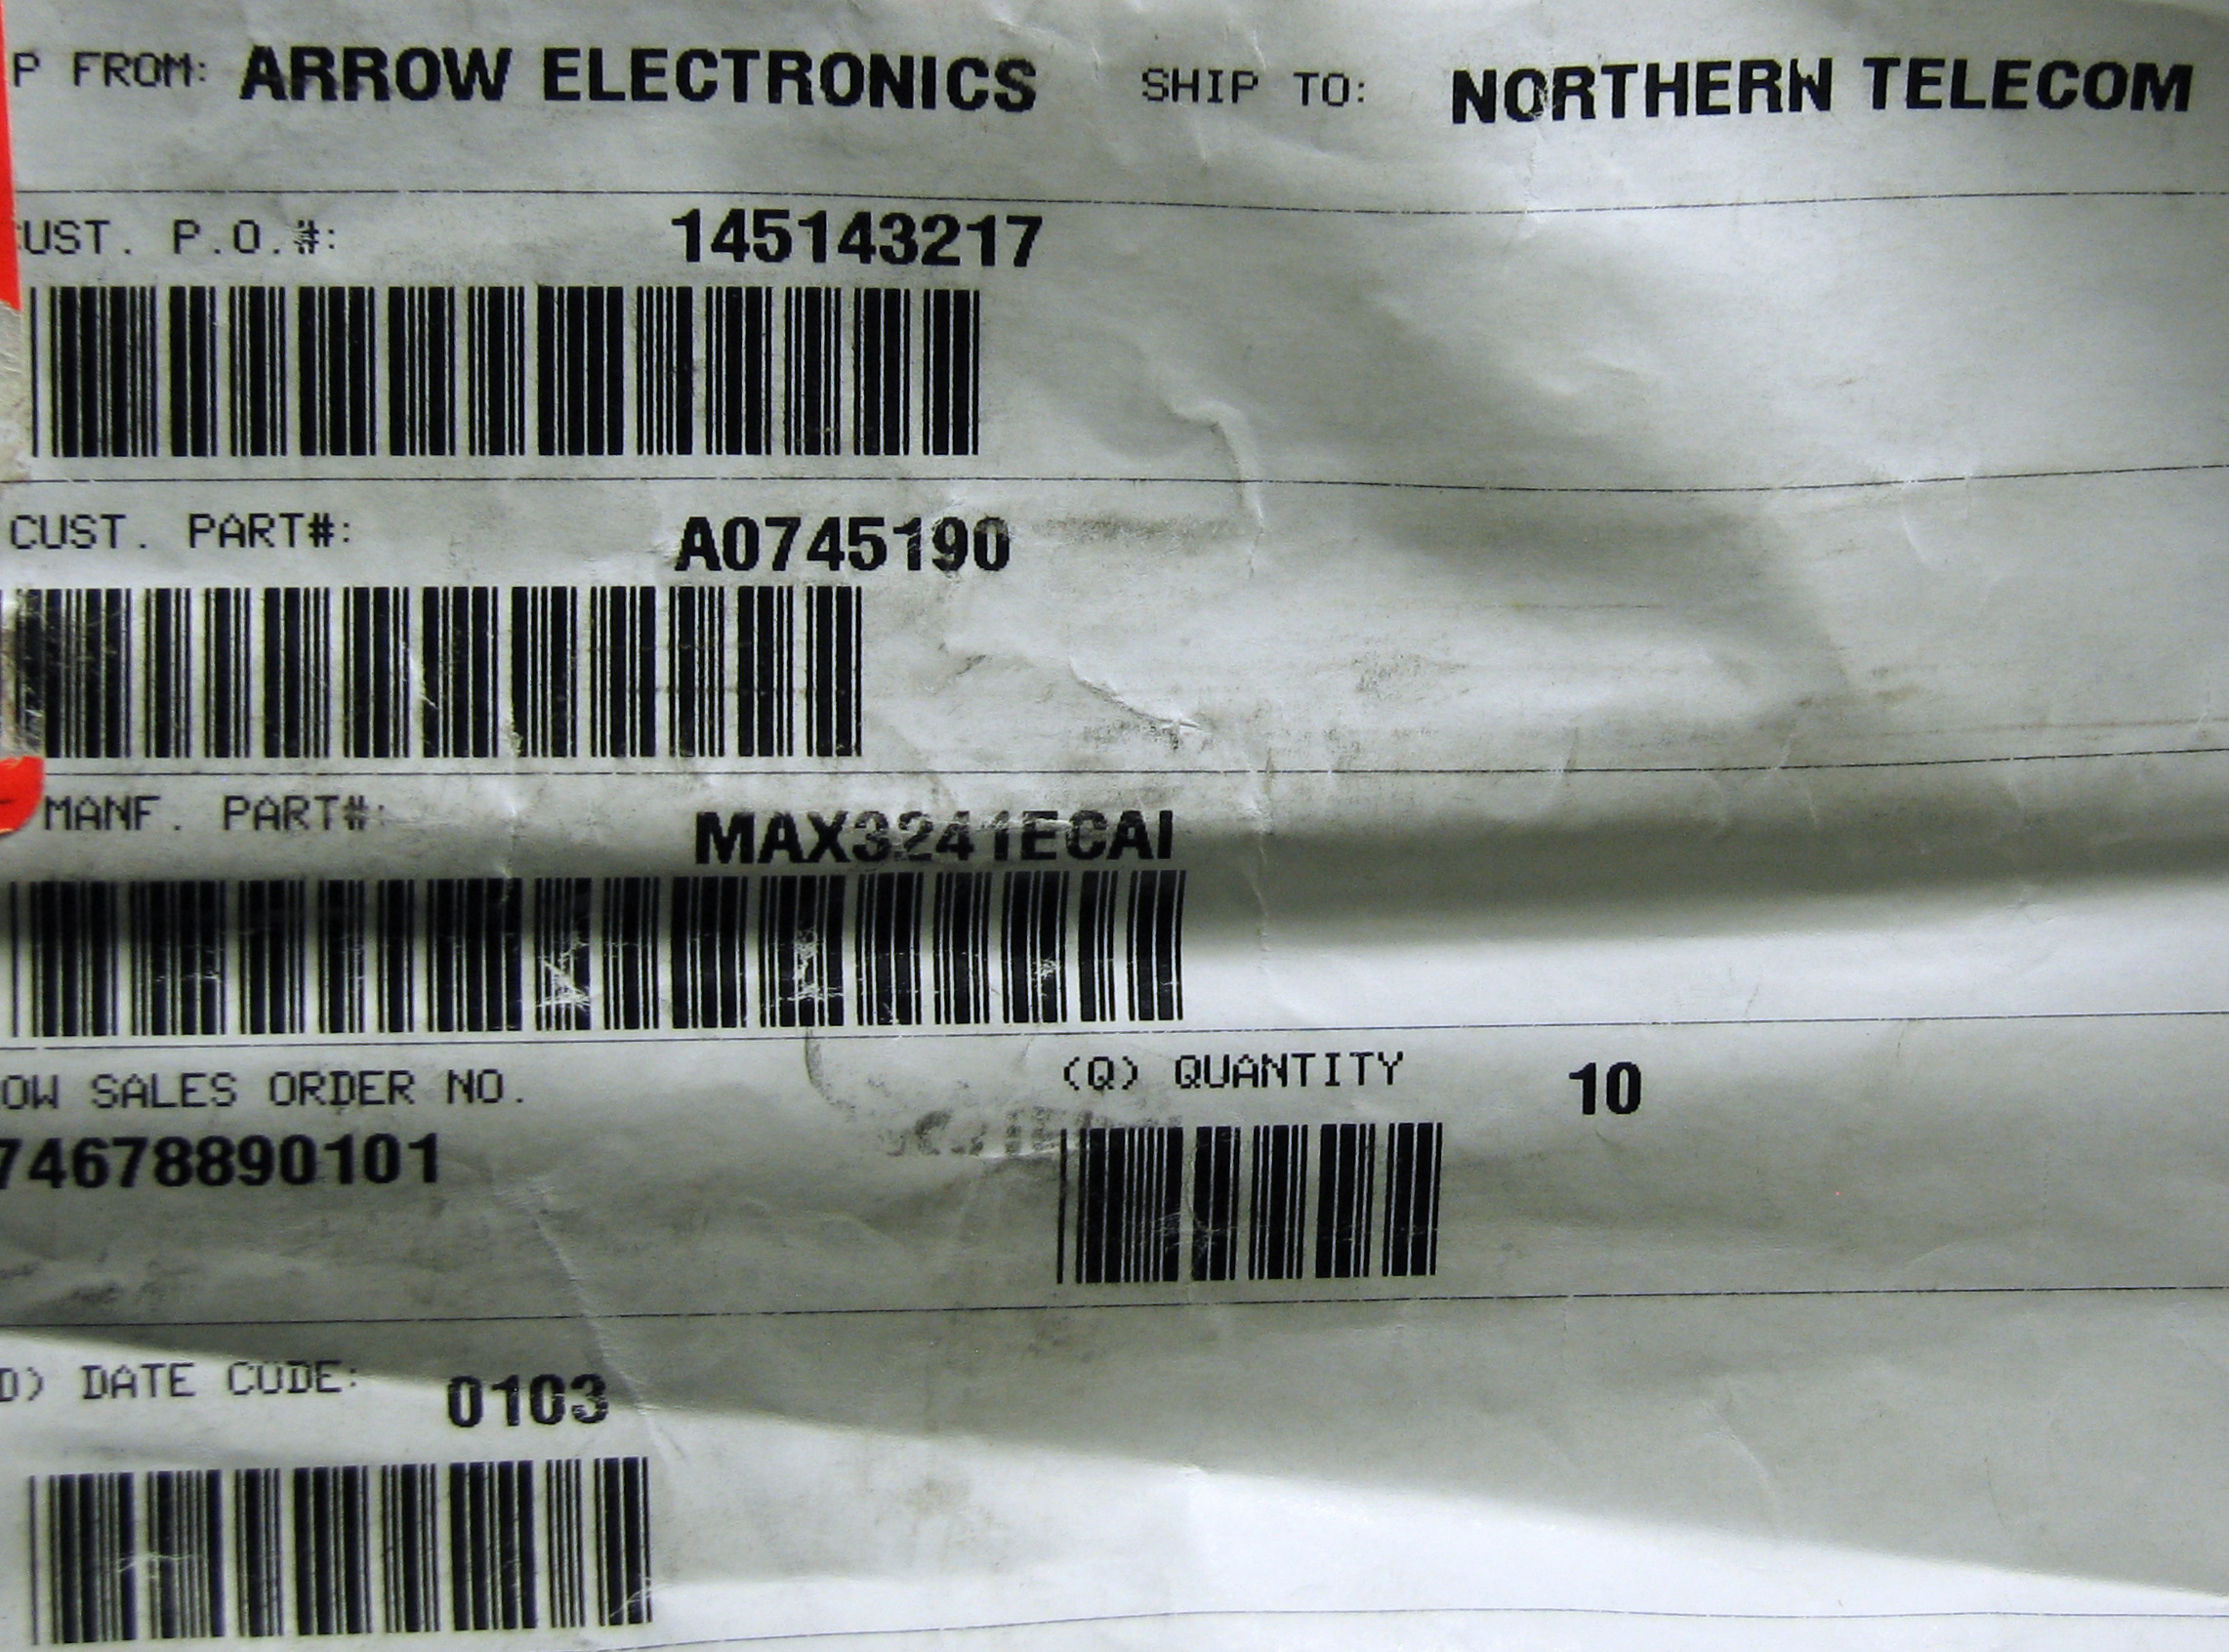 P FROM: ARROW ELECTRONICS SHIP TO: NORTHERN TELECOM
CUST. P.O.#: 145143217
CUST. PART#: A0745190
MANF. PART#: MAX3241ECAI
OW SALES ORDER NO. (Q) QUANTITY 10
74678890101
D) DATE CODE: 0103